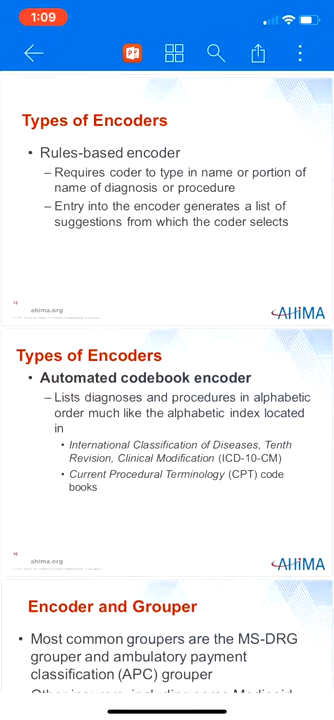 1:09
Types of Encoders
• Rules-based encoder
– Requires coder to type in name or portion of
name of diagnosis or procedure
– Entry into the encoder generates a list of
suggestions from which the coder selects
ahima.org
AHiMA
Types of Encoders
• Automated codebook encoder
– Lists diagnoses and procedures in alphabetic
order much like the alphabetic index located
in
• International Classification of Diseases, Tenth
Revision, Clinical Modification (ICD-10-CM)
• Current Procedural Terminology (CPT) code
books
ahima.org
AHiMA
Encoder and Grouper
• Most common groupers are the MS-DRG
grouper and ambulatory payment
classification (APC) grouper